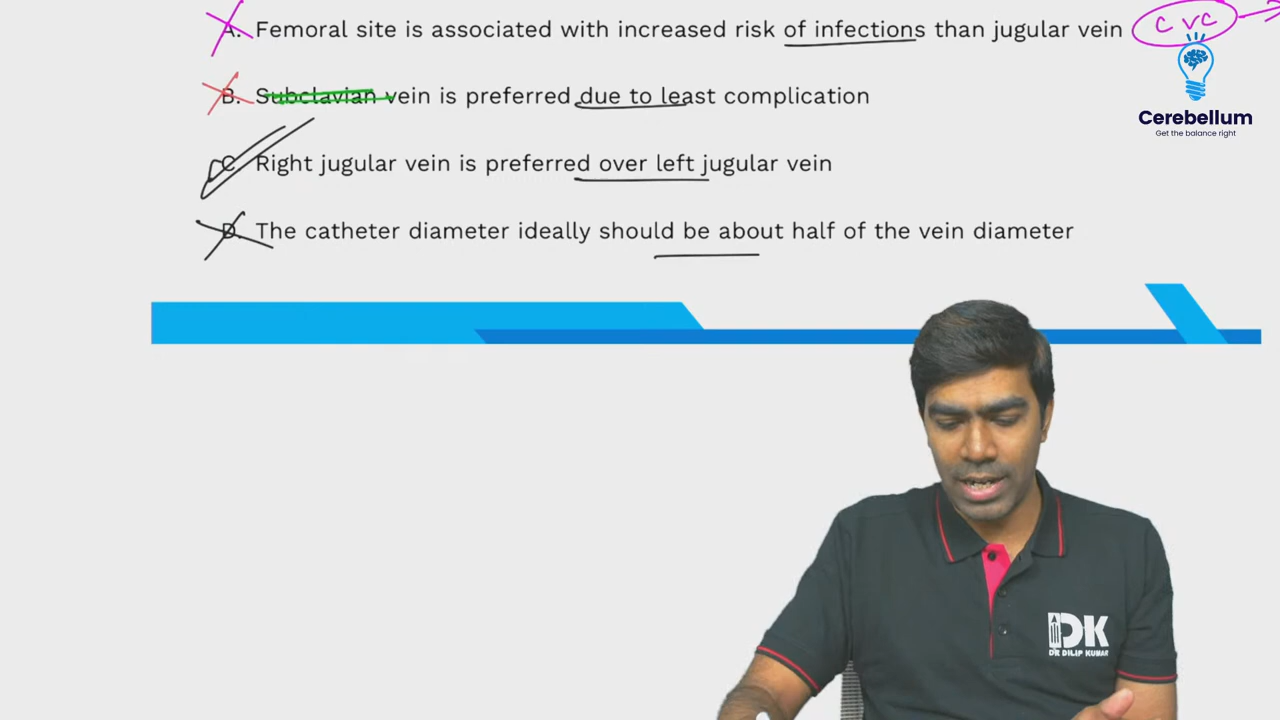 A. Femoral site is associated with increased risk of infections than jugular vein
CVC
B. Subclavian vein is preferred due to least complication
Cerebellum
Get the balance right
C Right jugular vein is preferred over left jugular vein
D. The catheter diameter ideally should be about half of the vein diameter
DK
DR DILIP KUMAR